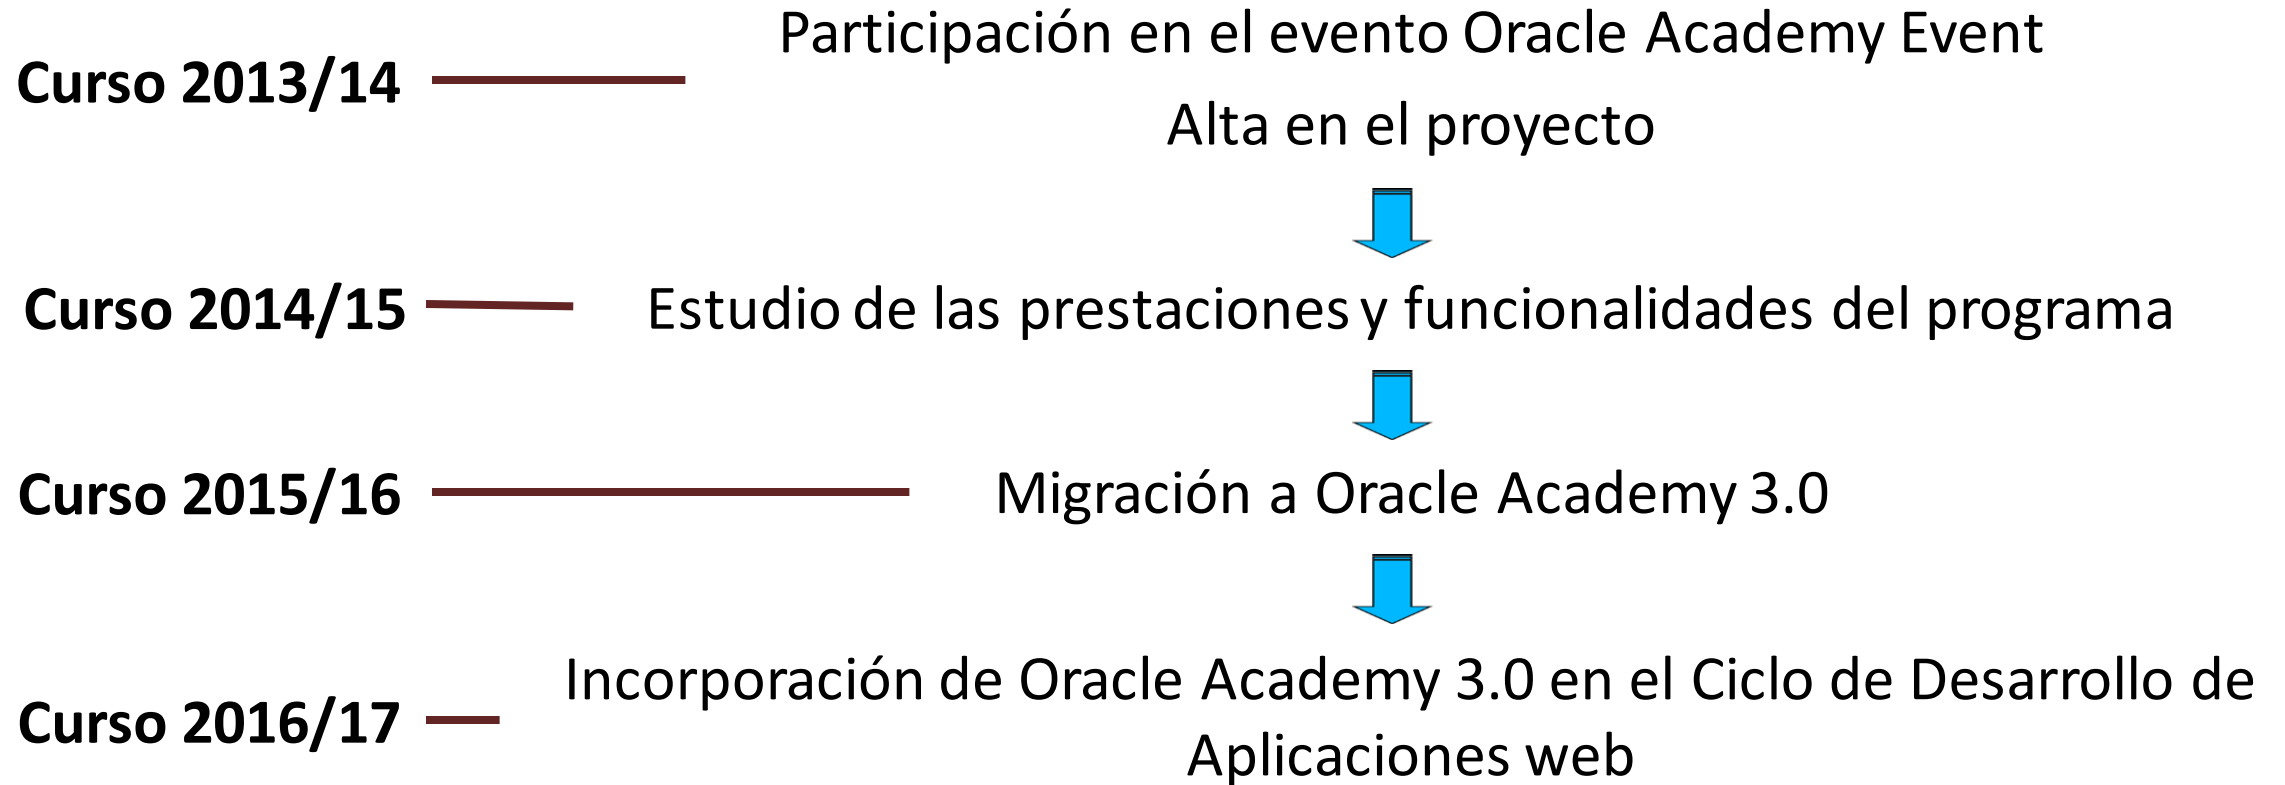 Participación en el evento Oracle Academy Event
Curso 2013/14
Alta en el proyecto
Curso 2014/15 Estudio de las prestaciones y funcionalidades del programa
Curso 2015/16 Migración a Oracle Academy 3.0
Incorporación de Oracle Academy 3.0 en el Ciclo de Desarrollo de
Curso 2016/17
Aplicaciones web